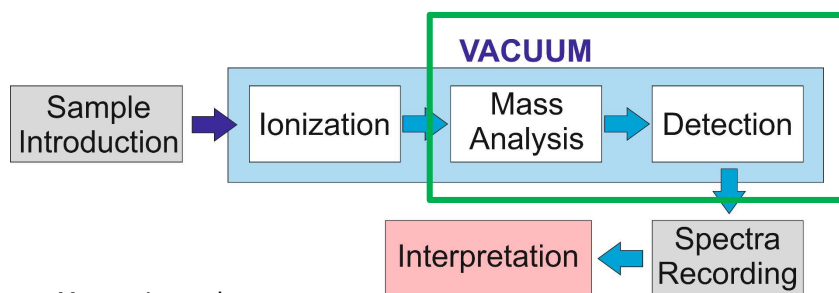 VACUUM
Sample
Introduction
Ionization
Mass
Analysis
Detection
Interpretation
Spectra
Recording